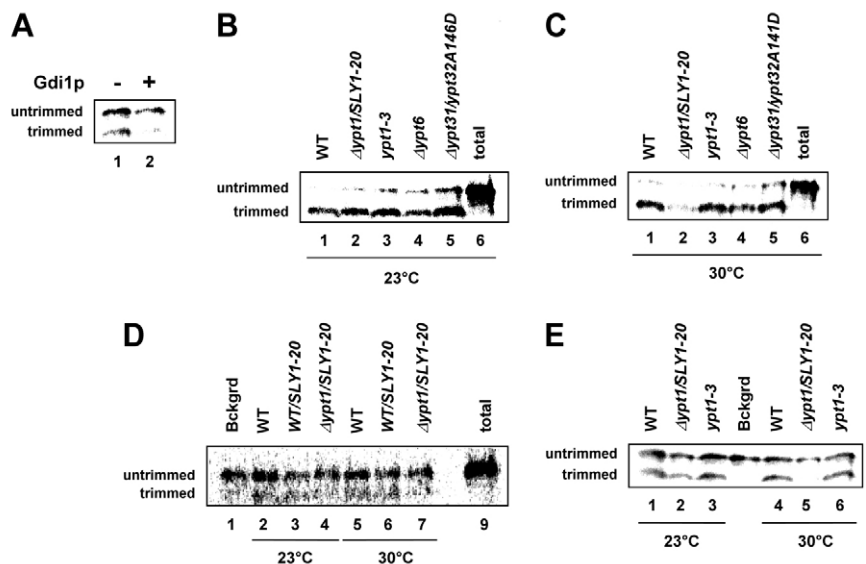 A
Gdi1p - +
untrimmed
trimmed
1 2
B
WT
Δypt1/SLY1-20
ypt1-3
Δypt6
Δypt31/ypt32A146D
total
untrimmed
trimmed
1 2 3 4 5 6
23°C
C
WT
Δypt1/SLY1-20
ypt1-3
Δypt6
Δypt31/ypt32A141D
total
untrimmed
trimmed
1 2 3 4 5 6
30°C
D
Bckgrd
WT
WT/SLY1-20
Δypt1/SLY1-20
WT
WT/SLY1-20
Δypt1/SLY1-20
total
untrimmed
trimmed
1 2 3 4 5 6 7 9
23°C 30°C
E
WT
Δypt1/SLY1-20
ypt1-3
Bckgrd
WT
Δypt1/SLY1-20
ypt1-3
untrimmed
trimmed
1 2 3 4 5 6
23°C 30°C